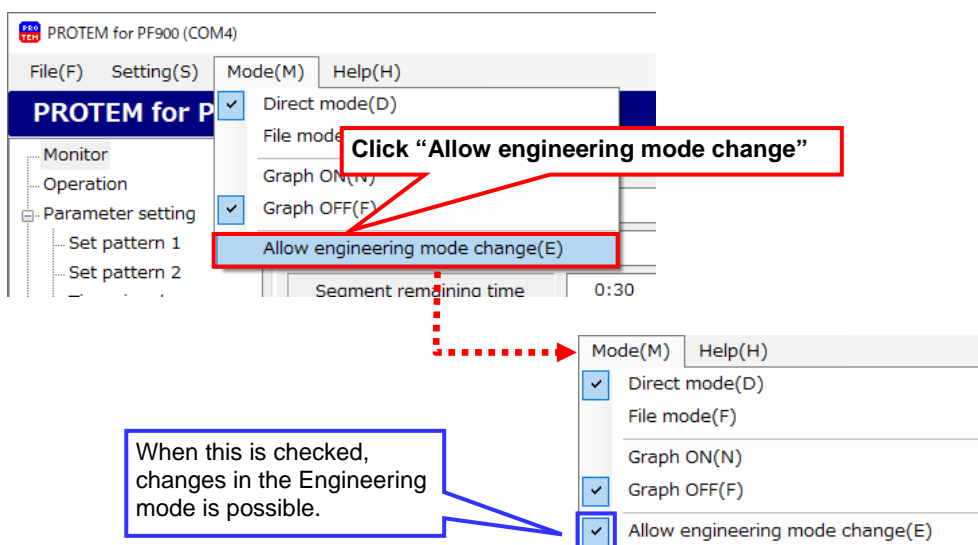 PRO
TEM
PROTEM for PF900 (COM4)
File(F) Setting(S) Mode(M) Help(H)
PROTEM for P
Direct mode(D)
File mode
Click “Allow engineering mode change”
Monitor
Graph ON(N)
Operation
Graph OFF(F)
Parameter setting
Set pattern 1
Allow engineering mode change(E)
Set pattern 2
Segment remaining time 0:30
Mode(M) Help(H)
Direct mode(D)
File mode(F)
Graph ON(N)
Graph OFF(F)
Allow engineering mode change(E)
When this is checked,
changes in the Engineering
mode is possible.